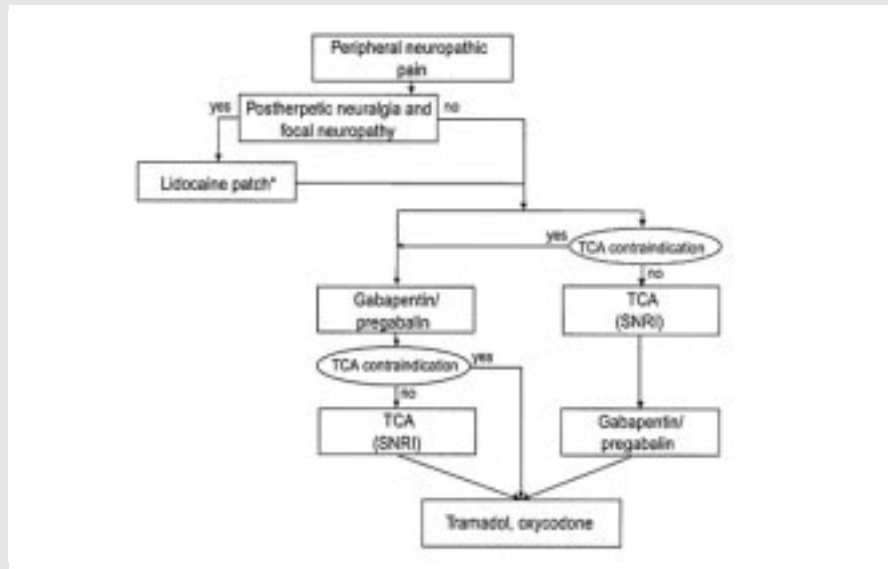 Peripheral neuropathic
pain
yes
Postherpetic neuralgia and
focal neuropathy
no
Lidocaine patch*
yes
TCA contraindication
no
Gabapentin/
pregabalin
TCA
(SNRI)
TCA contraindication
yes
no
TCA
(SNRI)
Gabapentin/
pregabalin
Tramadol, oxycodone